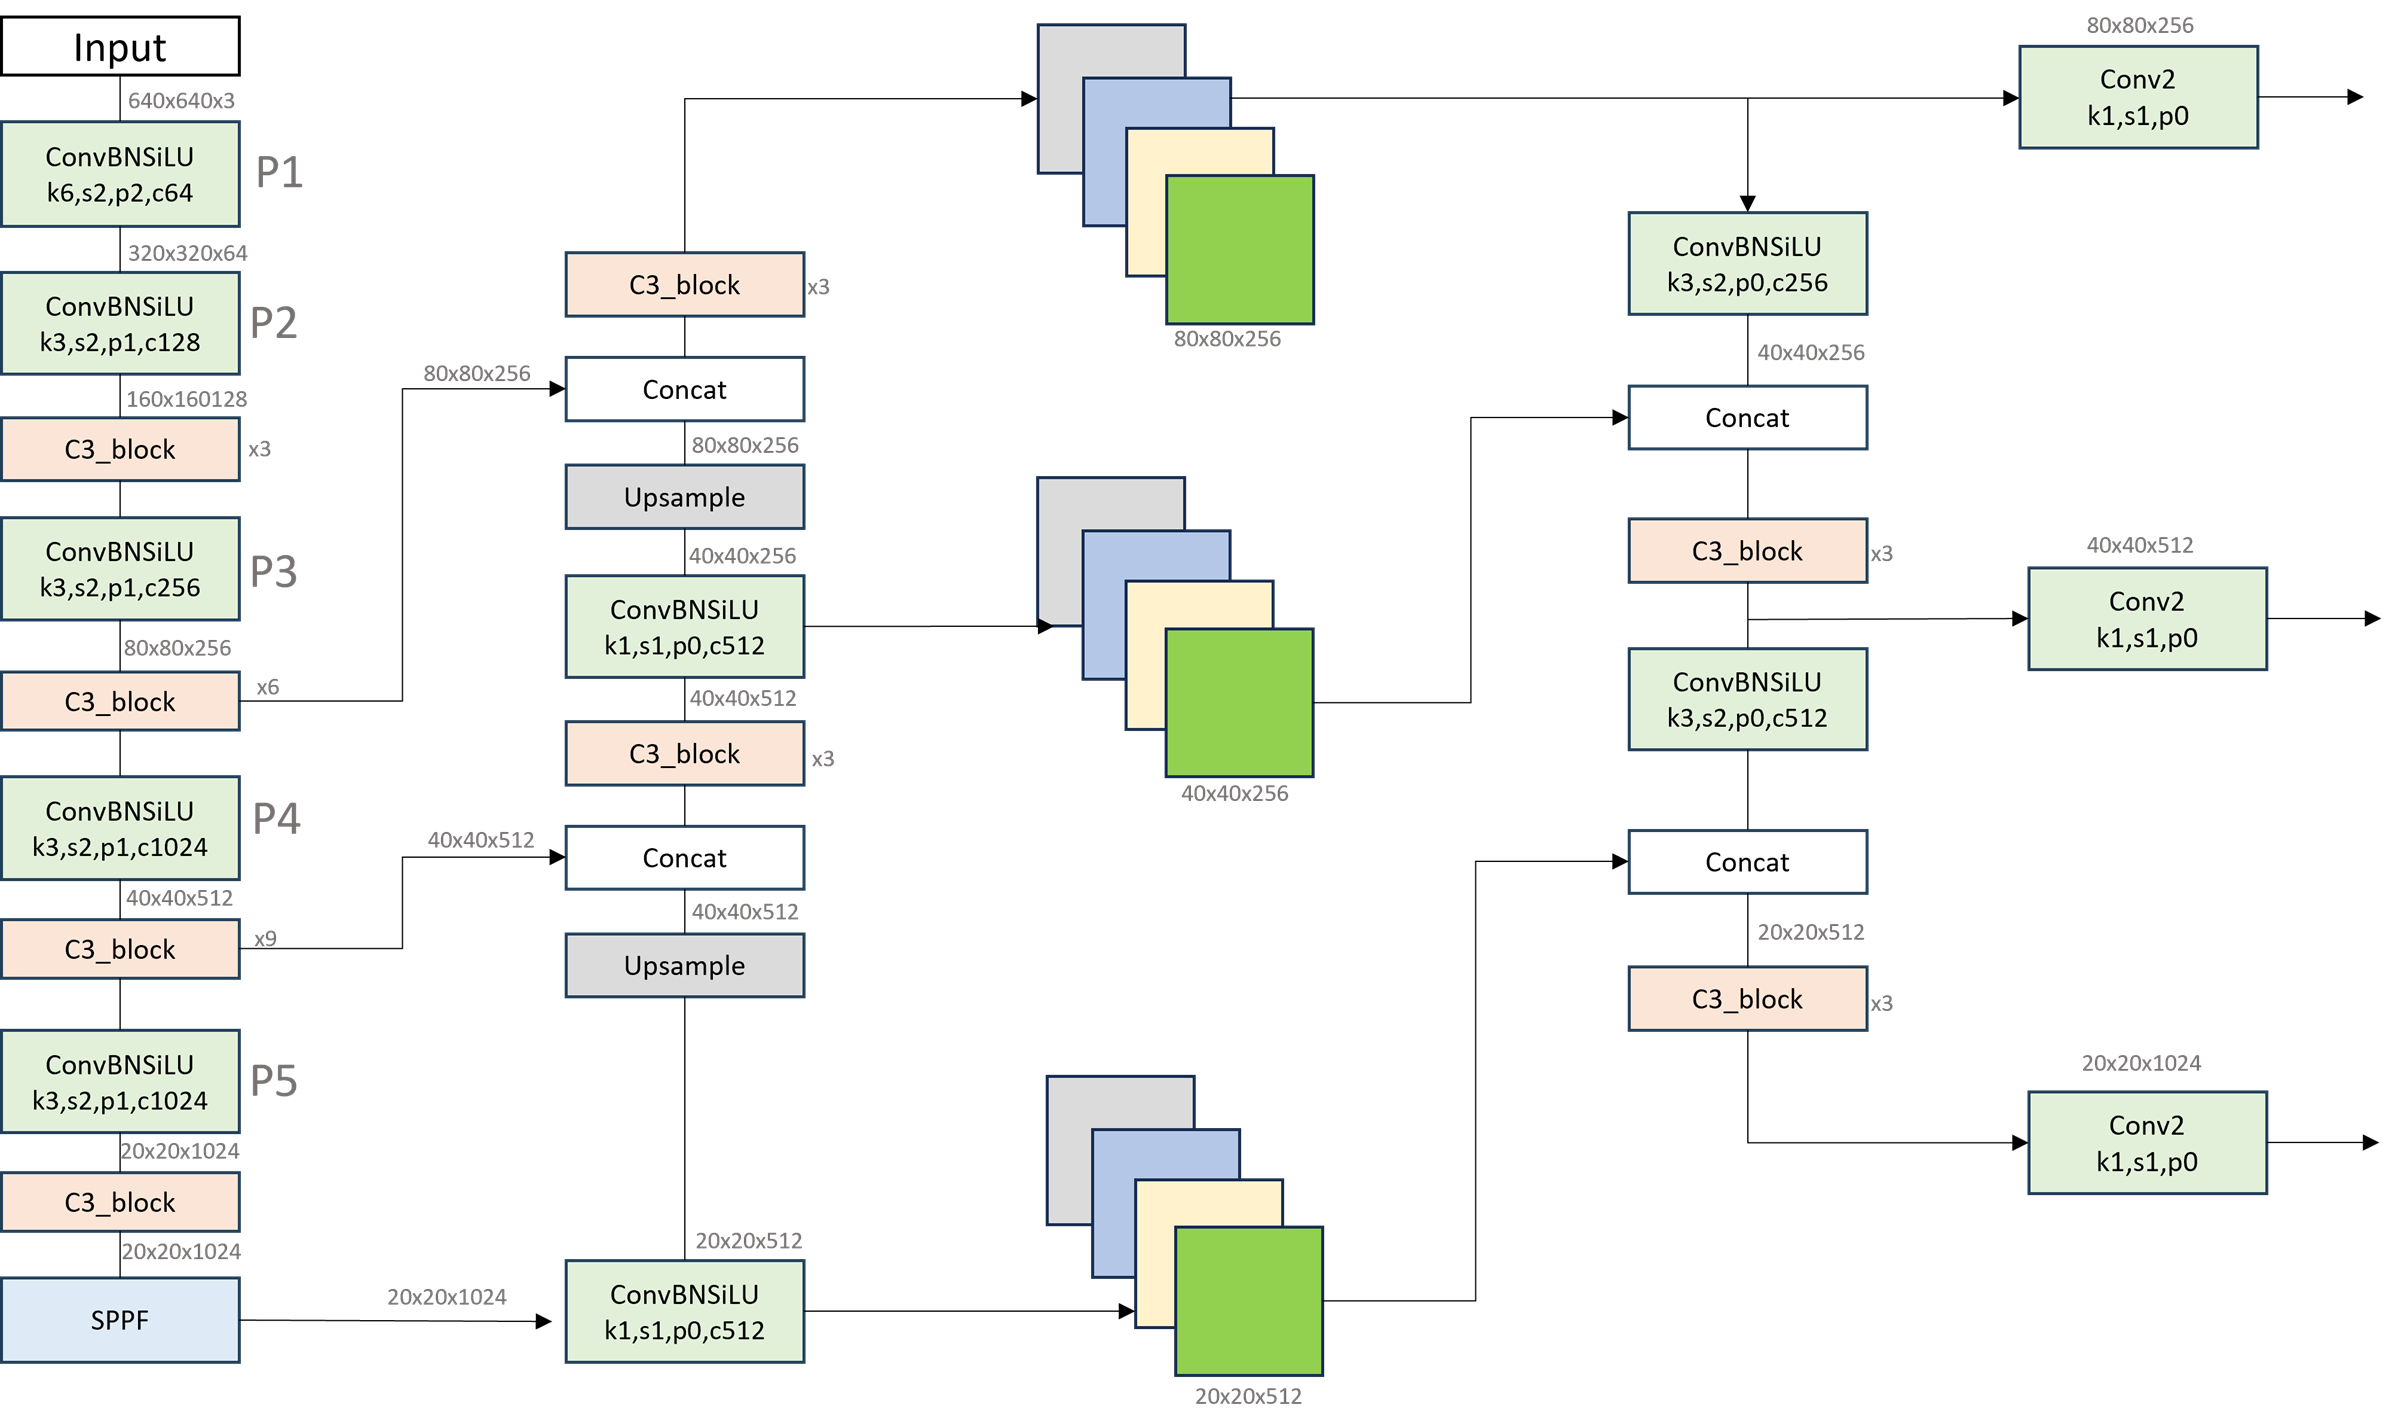 Input
640x640x3
ConvBNSiLU
k6,s2,p2,c64
P1
320x320x64
ConvBNSiLU
k3,s2,p1,c128
P2
160x160128
C3_block
x3
ConvBNSiLU
k3,s2,p1,c256
P3
80x80x256
C3_block
x6
ConvBNSiLU
k3,s2,p1,c1024
P4
40x40x512
C3_block
x9
ConvBNSiLU
k3,s2,p1,c1024
P5
20x20x1024
C3_block
20x20x1024
SPPF
80x80x256
40x40x512
20x20x1024
C3_block
x3
Concat
80x80x256
Upsample
40x40x256
ConvBNSiLU
k1,s1,p0,c512
40x40x512
C3_block
x3
Concat
40x40x512
Upsample
20x20x512
ConvBNSiLU
k1,s1,p0,c512
80x80x256
40x40x256
20x20x512
ConvBNSiLU
k3,s2,p0,c256
40x40x256
Concat
C3_block
x3
ConvBNSiLU
k3,s2,p0,c512
Concat
20x20x512
C3_block
x3
80x80x256
Conv2
k1,s1,p0
40x40x512
Conv2
k1,s1,p0
20x20x1024
Conv2
k1,s1,p0